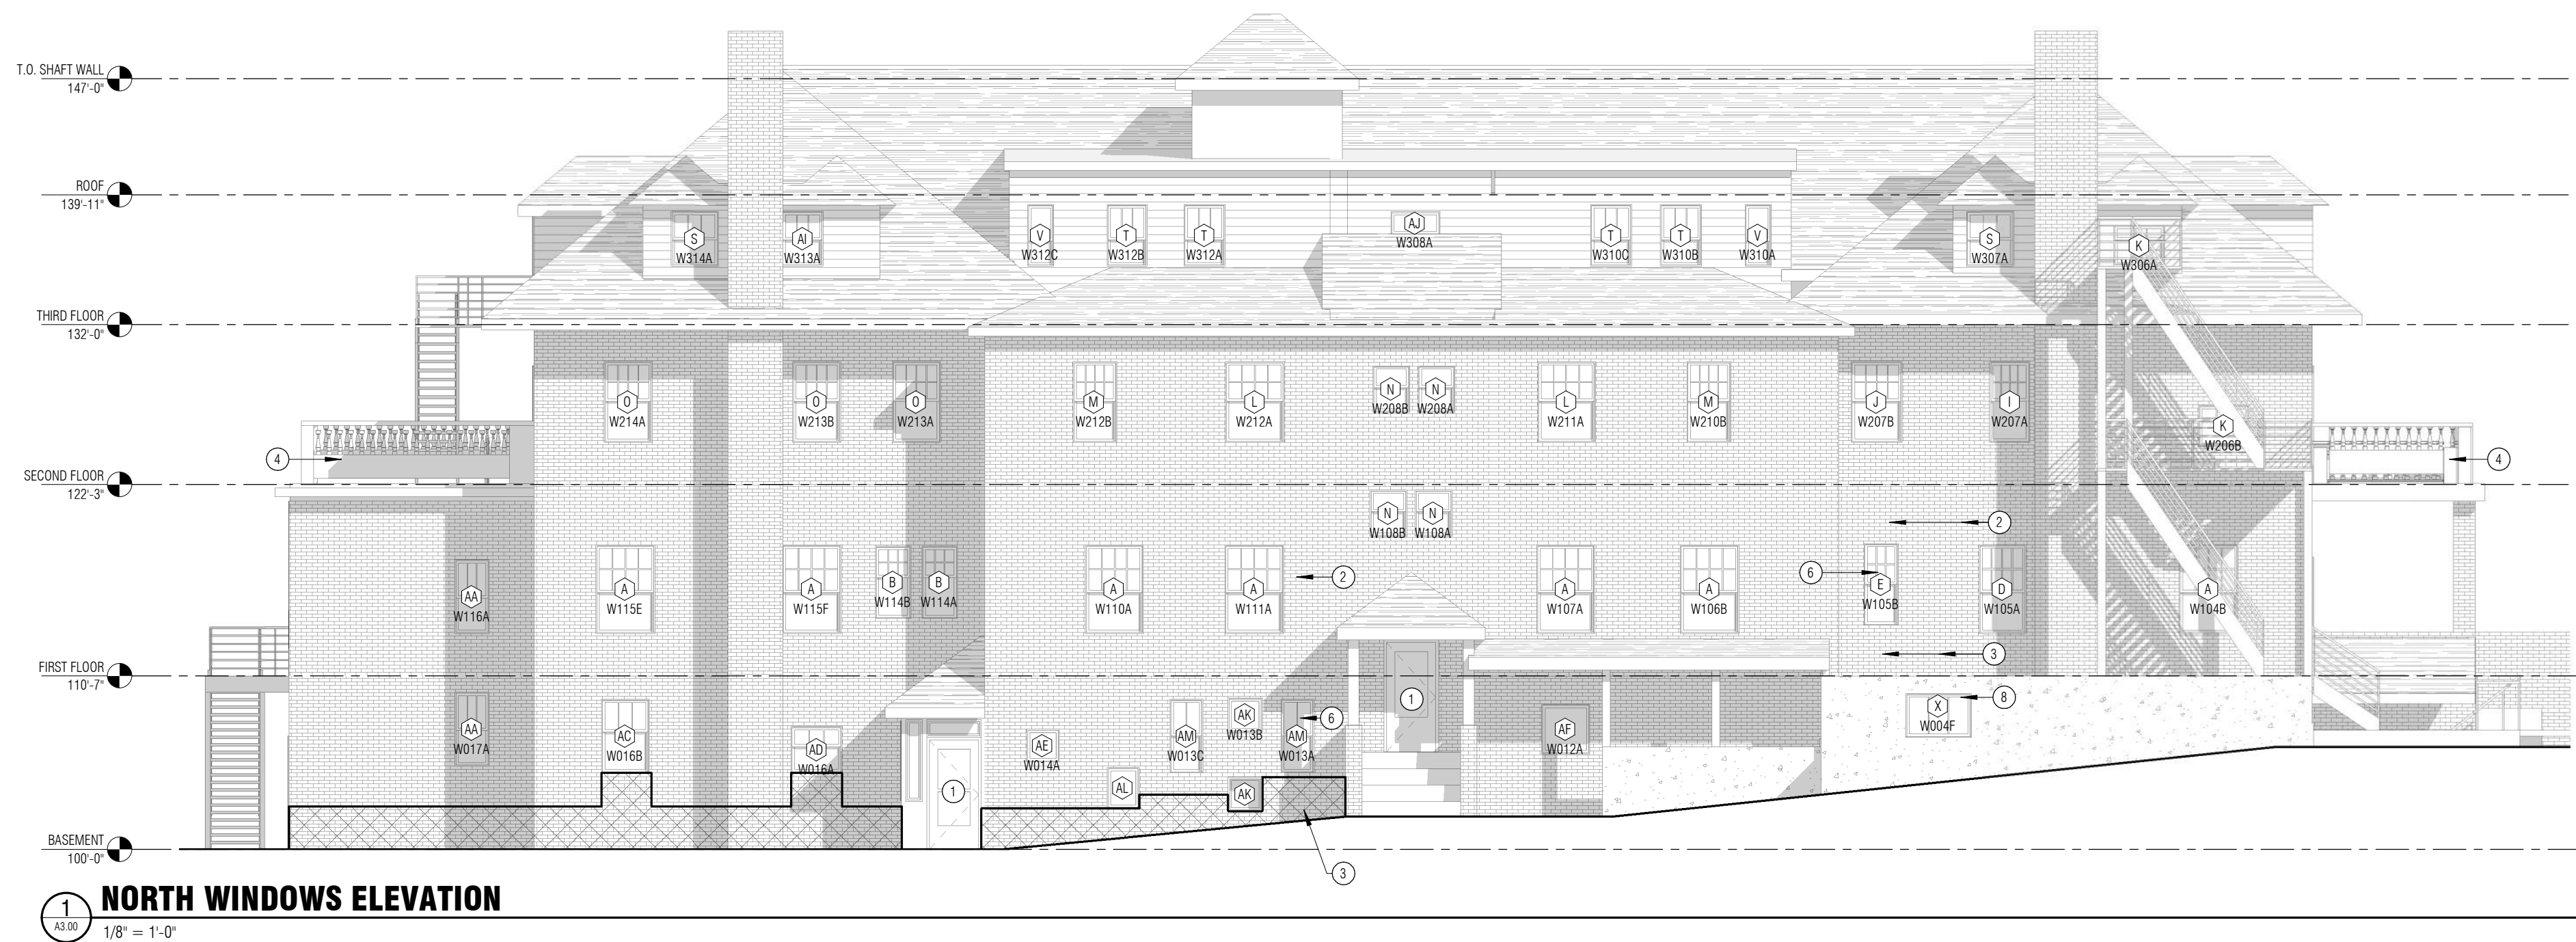 T.O. SHAFT WALL
147'-0"
ROOF
139'-11"
S
W314A
AI
W313A
V
W312C
T
W312B
T
W312A
AJ
W308A
T
W310C
T
W310B
V
W310A
S
W307A
K
W306A
THIRD FLOOR
132'-0"
O
W214A
O
W213B
O
W213A
M
W212B
L
W212A
N
W208B
N
W208A
L
W211A
M
W210B
J
W207B
I
W207A
K
W206B
4
4
SECOND FLOOR
122'-3"
N
W108B
N
W108A
2
2
6
AA
W116A
A
W115E
A
W115F
B
W114B
B
W114A
A
W110A
A
W111A
A
W107A
A
W106B
E
W105B
D
W105A
A
W104B
3
FIRST FLOOR
110'-7"
AA
W017A
AC
W016B
AD
W016A
1
AE
W014A
AM
W013C
AK
W013B
AM
W013A
6
1
AF
W012A
X
W004F
8
AL
AK
BASEMENT
100'-0"
3
1
A3.00
NORTH WINDOWS ELEVATION
1/8" = 1'-0"